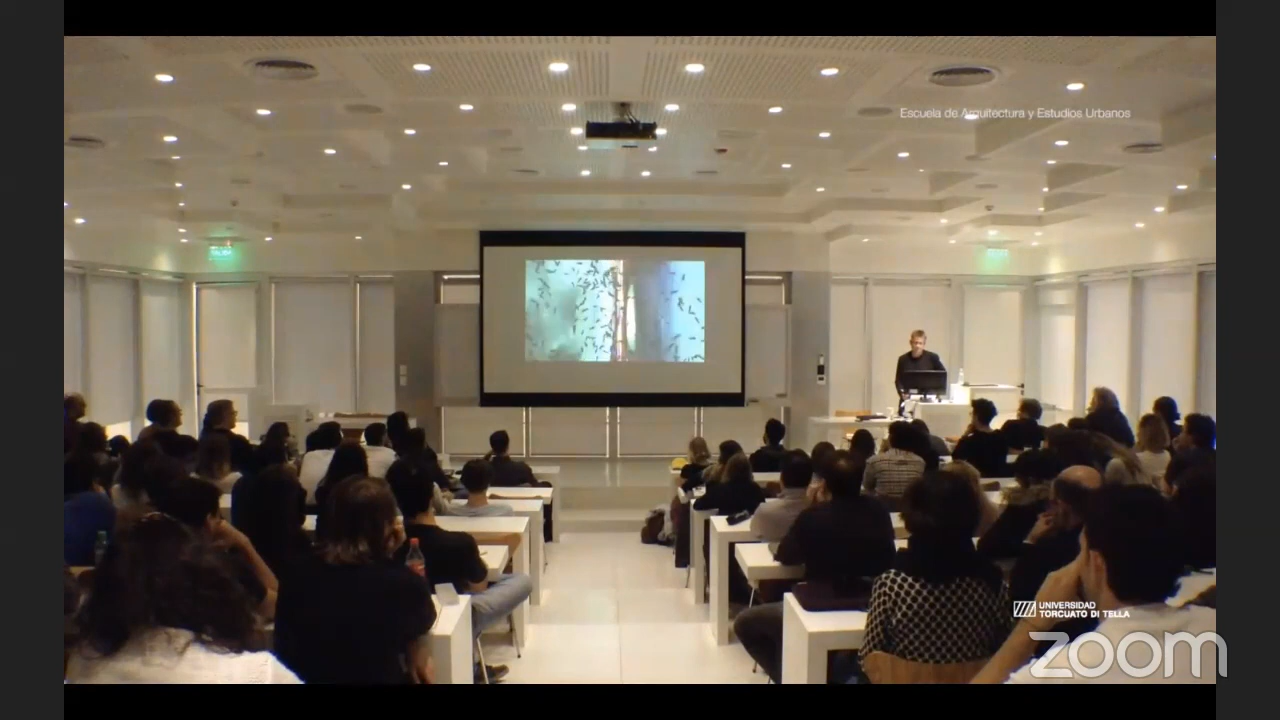 Escuela de Arquitectura y Estudios Urbanos
UNIVERSIDAD
TORCUATO DI TELLA
zoom